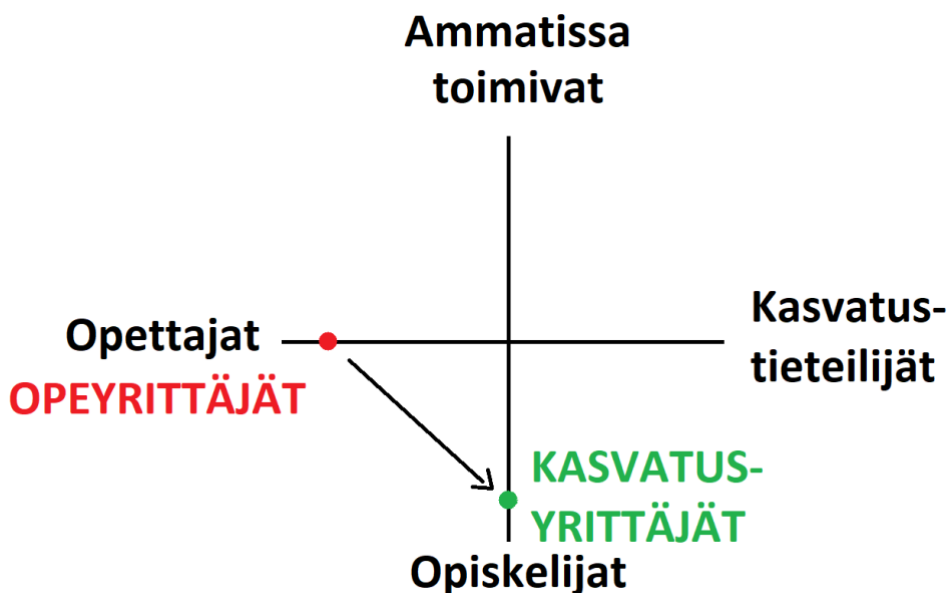 Ammatissa
toimivat
Opettajat
OPEYRITTÄJÄT
Kasvatus-
tieteilijät
KASVATUS-
YRITTÄJÄT
Opiskelijat